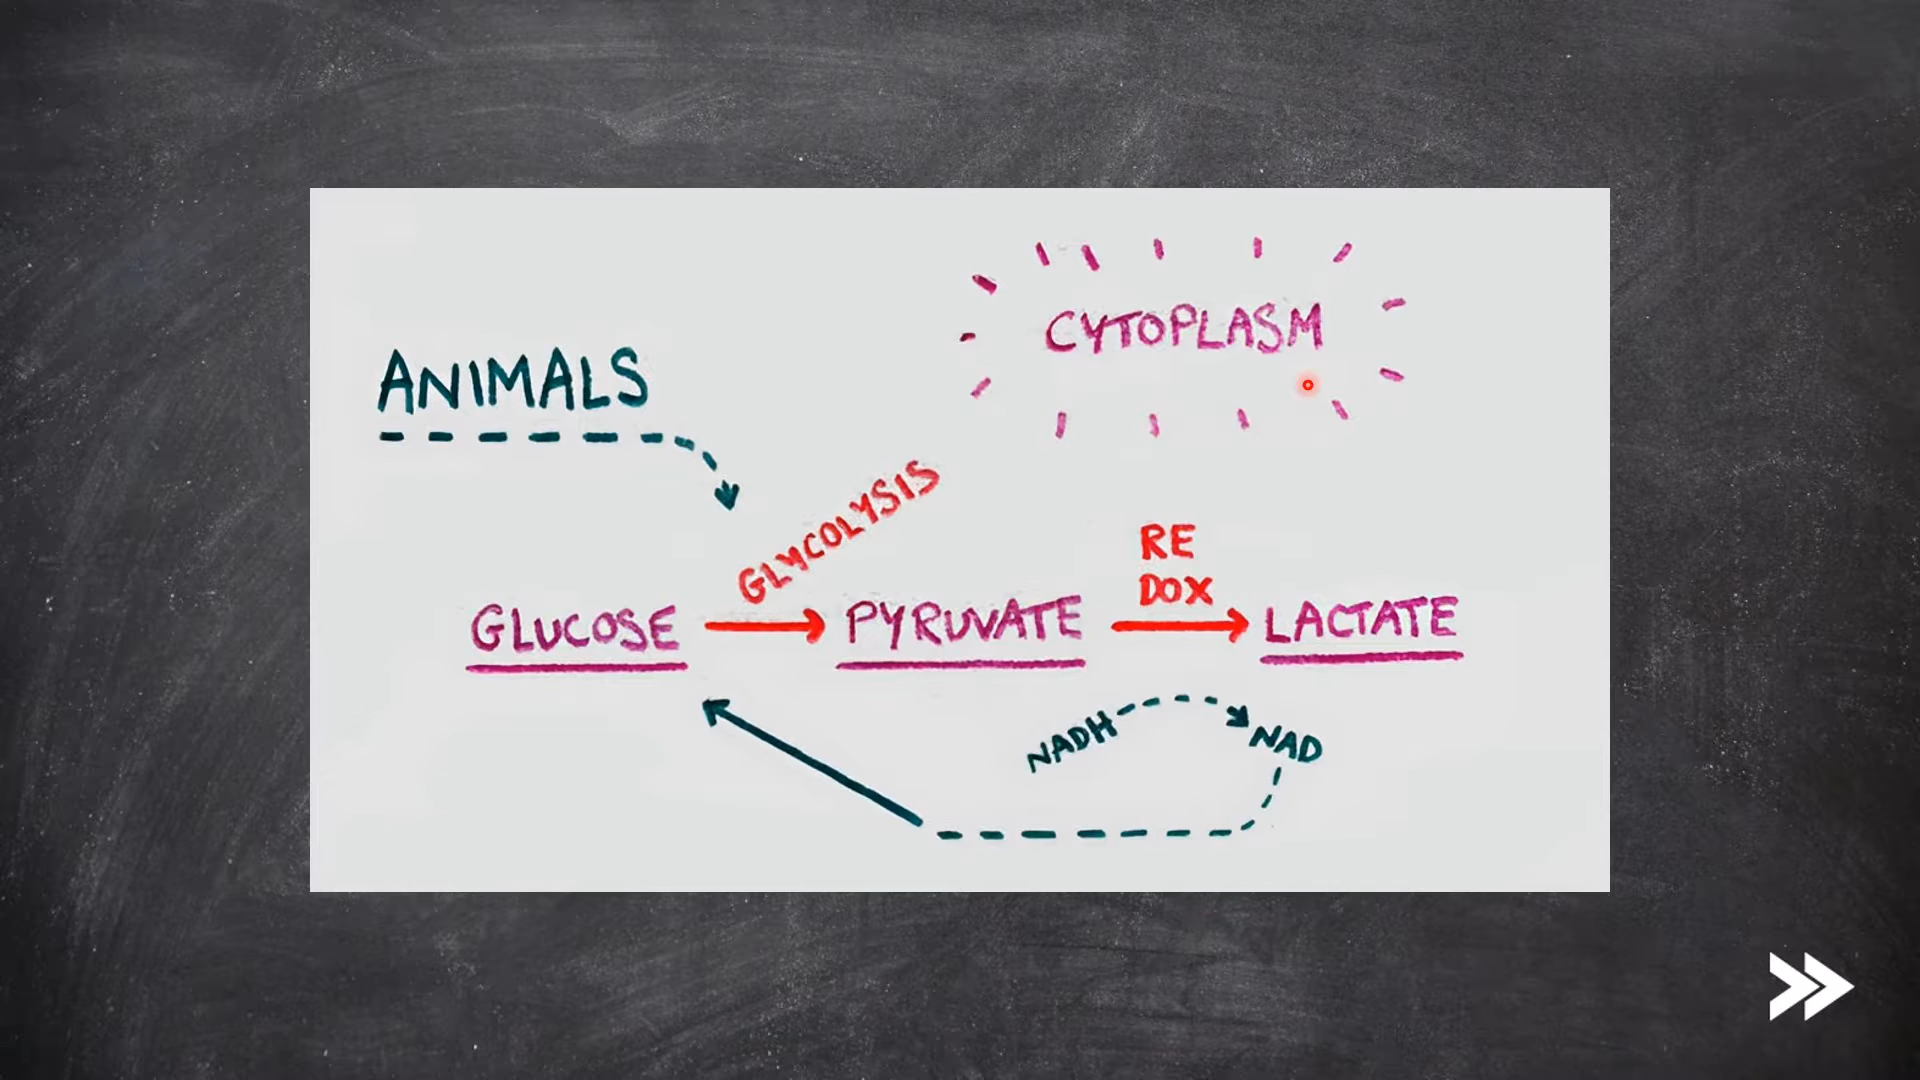 CYTOPLASM
ANIMALS
GLYCOLYSIS
RE
DOX
GLUCOSE
PYRUVATE
LACTATE
NADH
NAD